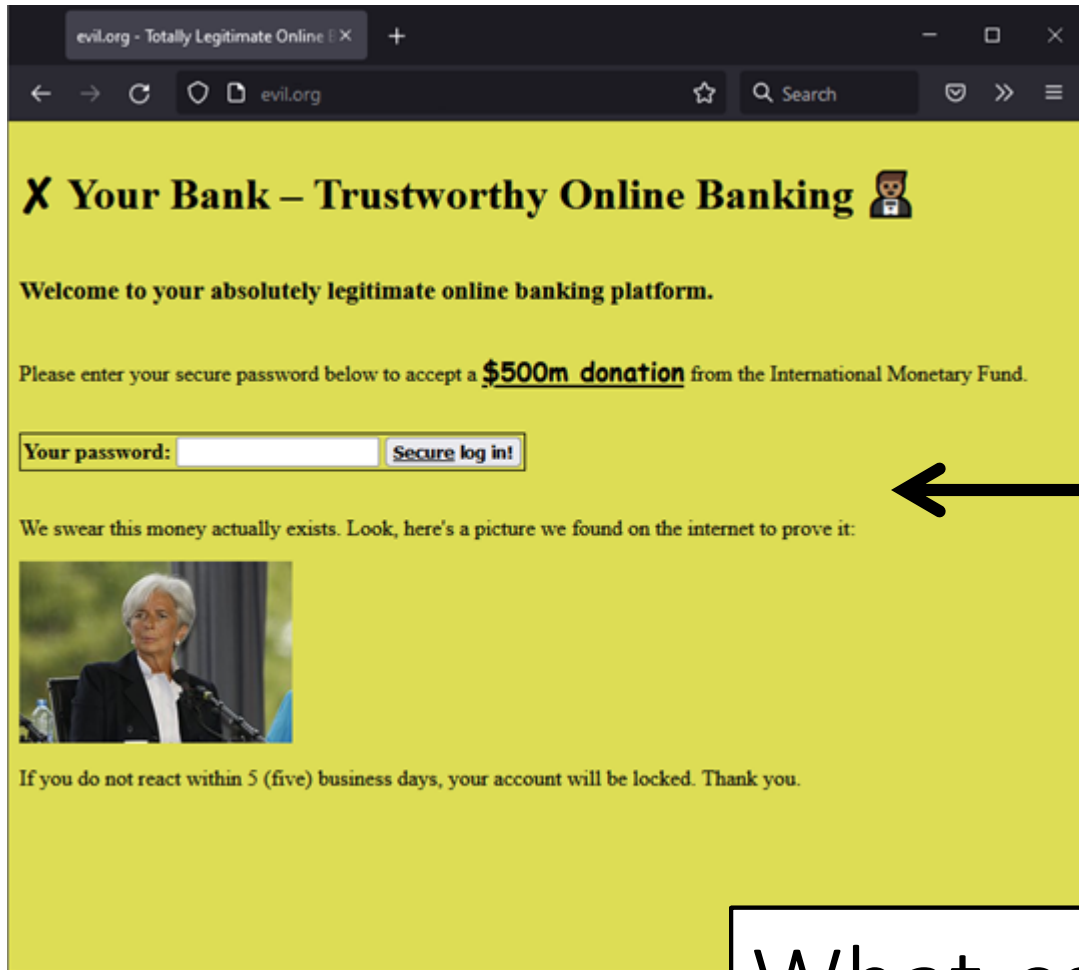 evil.org - Totally Legitimate Online
evil.org
Search
✗ Your Bank – Trustworthy Online Banking
Welcome to your absolutely legitimate online banking platform.
Please enter your secure password below to accept a $500m donation from the International Monetary Fund.
Your password: Secure log in!
We swear this money actually exists. Look, here's a picture we found on the internet to prove it:
If you do not react within 5 (five) business days, your account will be locked. Thank you.
What